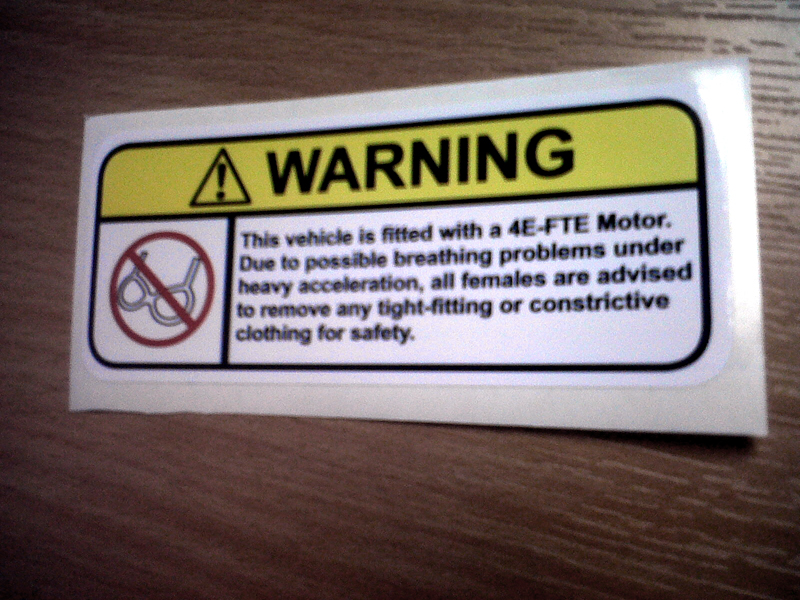 WARNING
This vehicle is fitted with a 4E-FTE Motor.
Due to possible breathing problems under
heavy acceleration, all females are advised
to remove any tight-fitting or constrictive
clothing for safety.